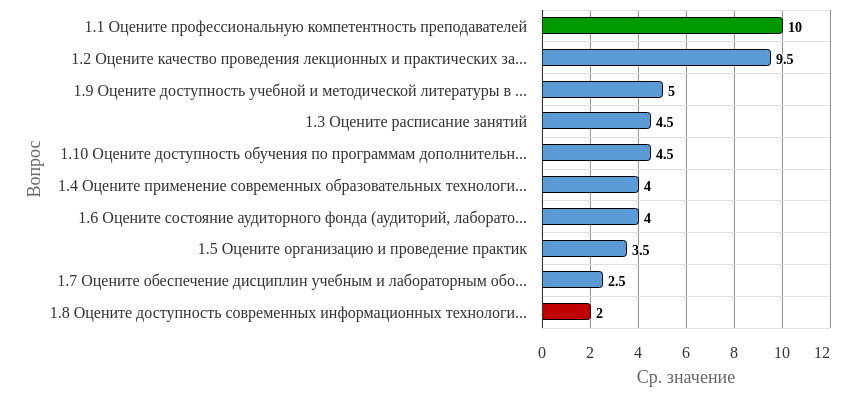 1.1 Оцените профессиональную компетентность преподавателей 10
1.2 Оцените качество проведения лекционных и практических за... 9.5
1.9 Оцените доступность учебной и методической литературы в ... 5
1.3 Оцените расписание занятий 4.5
1.10 Оцените доступность обучения по программам дополнительн... 4.5
1.4 Оцените применение современных образовательных технологи... 4
1.6 Оцените состояние аудиторного фонда (аудиторий, лаборато... 4
1.5 Оцените организацию и проведение практик 3.5
1.7 Оцените обеспечение дисциплин учебным и лабораторным обо... 2.5
1.8 Оцените доступность современных информационных технологи... 2
Вопрос
0 2 4 6 8 10 12
Ср. значение